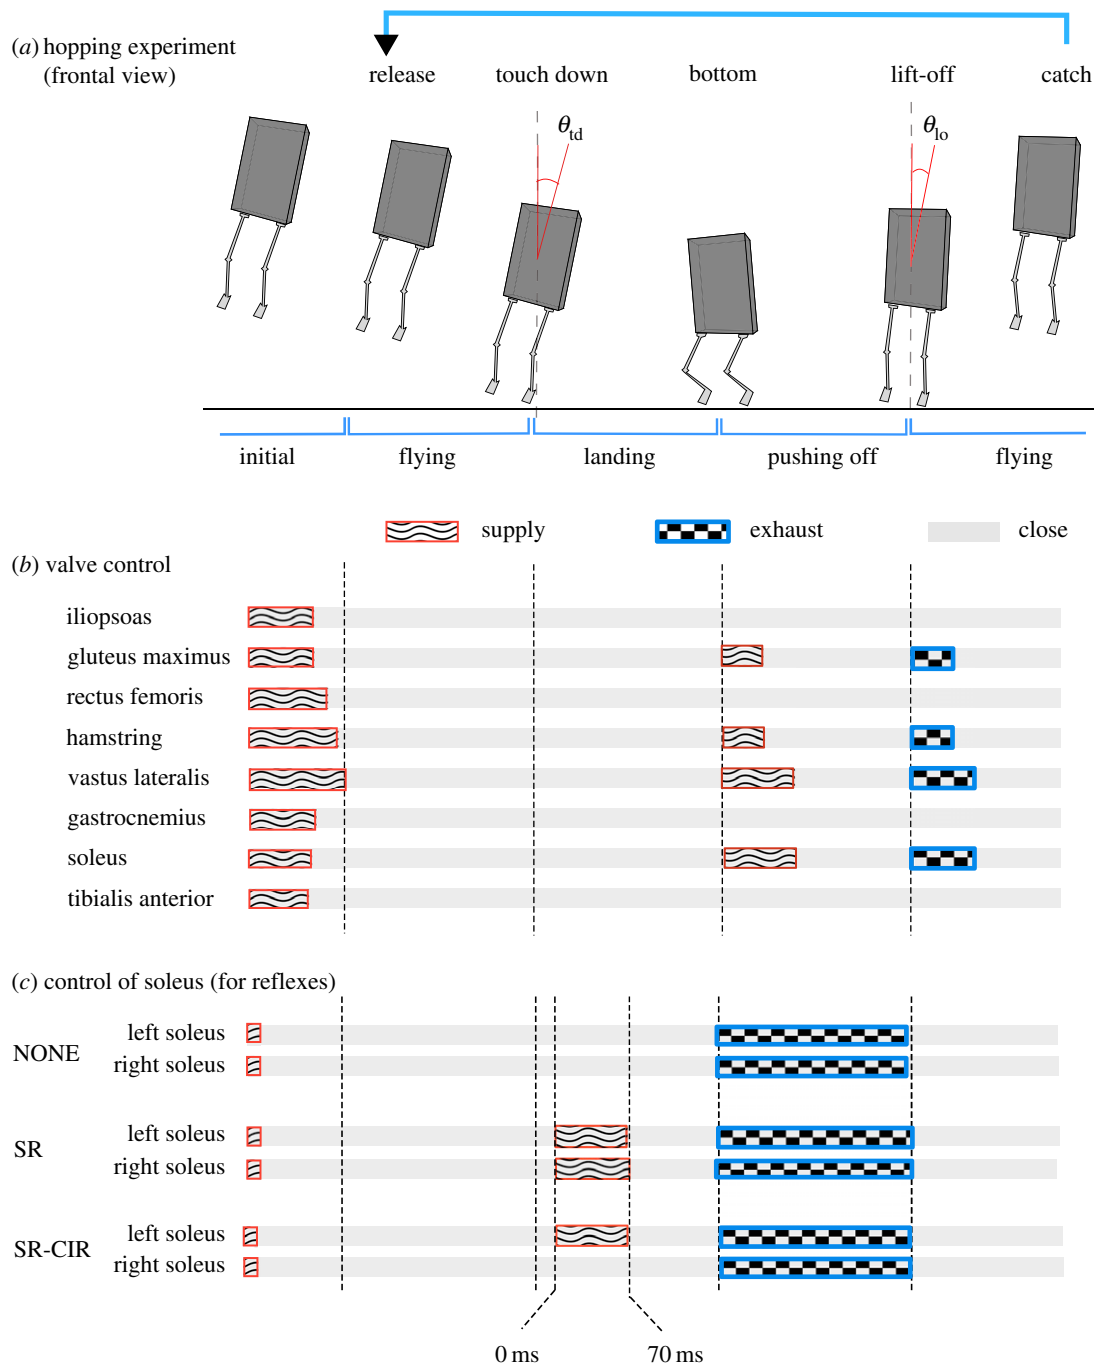 (a) hopping experiment
(frontal view)
release touch down bottom lift-off catch
θtd
θlo
initial flying landing pushing off flying
supply exhaust close
(b) valve control
iliopsoas
gluteus maximus
rectus femoris
hamstring
vastus lateralis
gastrocnemius
soleus
tibialis anterior
(c) control of soleus (for reflexes)
NONE
left soleus
right soleus
SR
left soleus
right soleus
SR-CIR
left soleus
right soleus
0 ms 70 ms